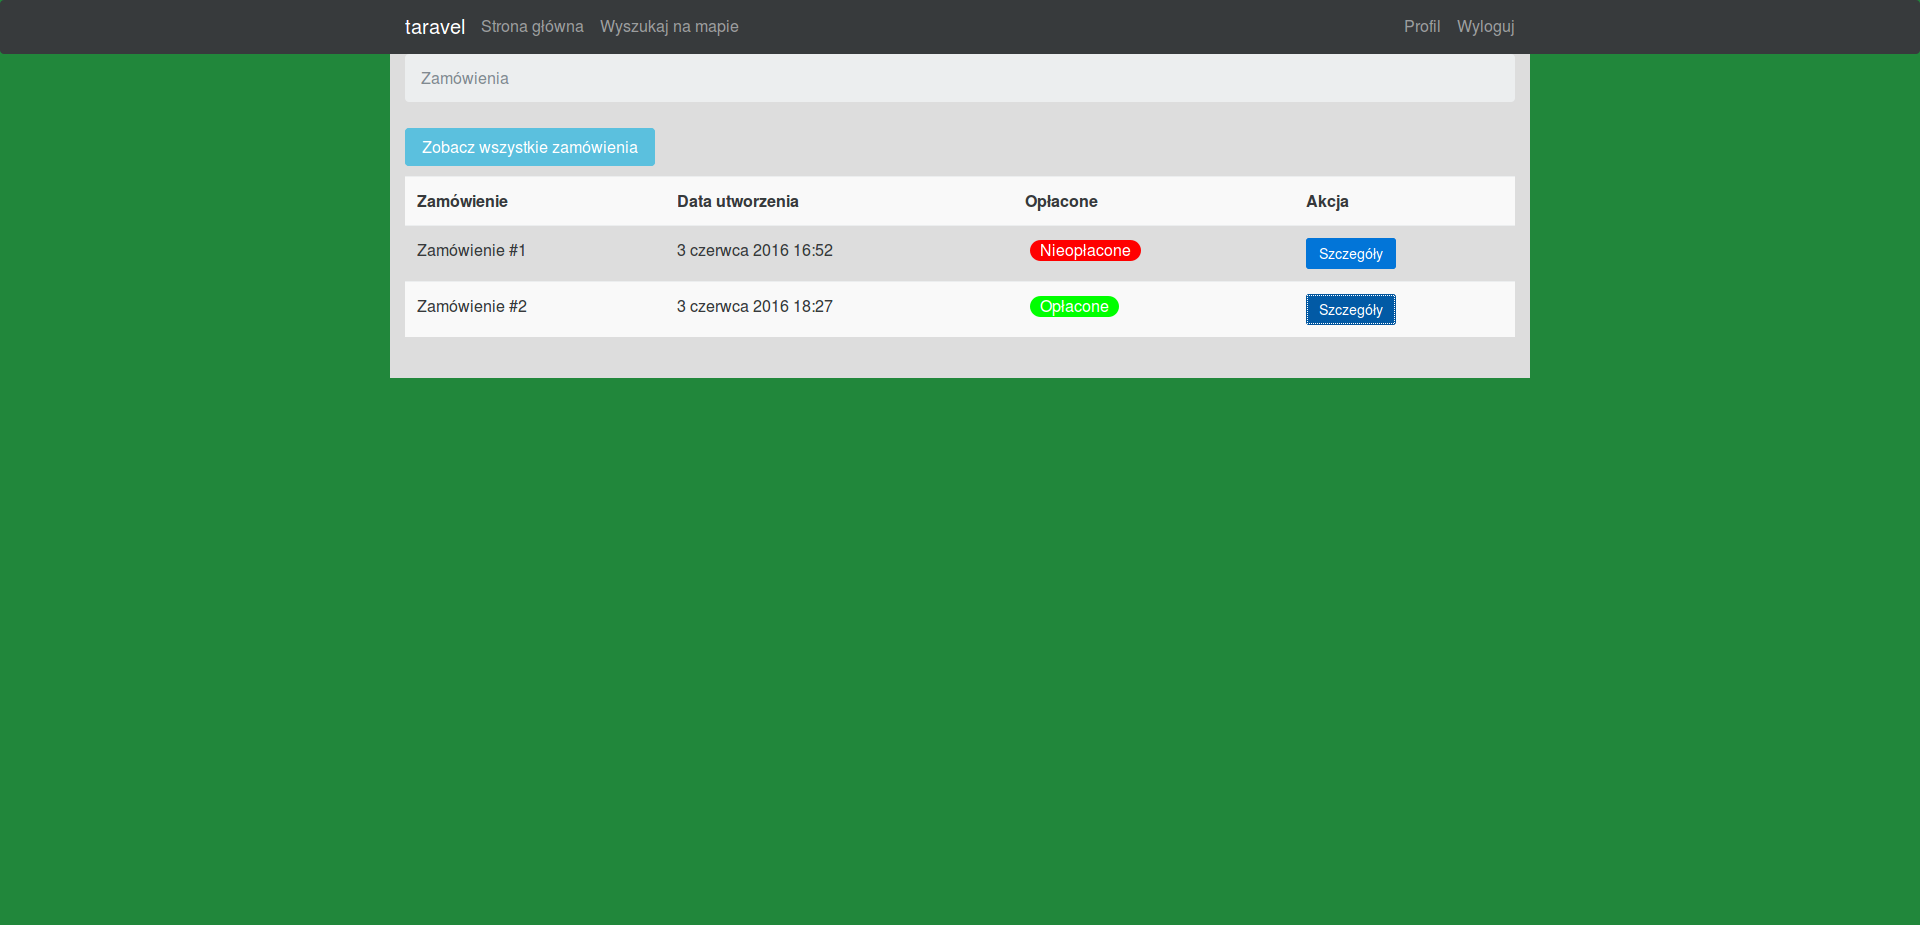 taravel Strona główna Wyszukaj na mapie Profil Wyloguj
Zamówienia
Zobacz wszystkie zamówienia
Zamówienie Data utworzenia Opłacone Akcja
Zamówienie #1 3 czerwca 2016 16:52 Nieopłacone Szczegóły
Zamówienie #2 3 czerwca 2016 18:27 Opłacone Szczegóły